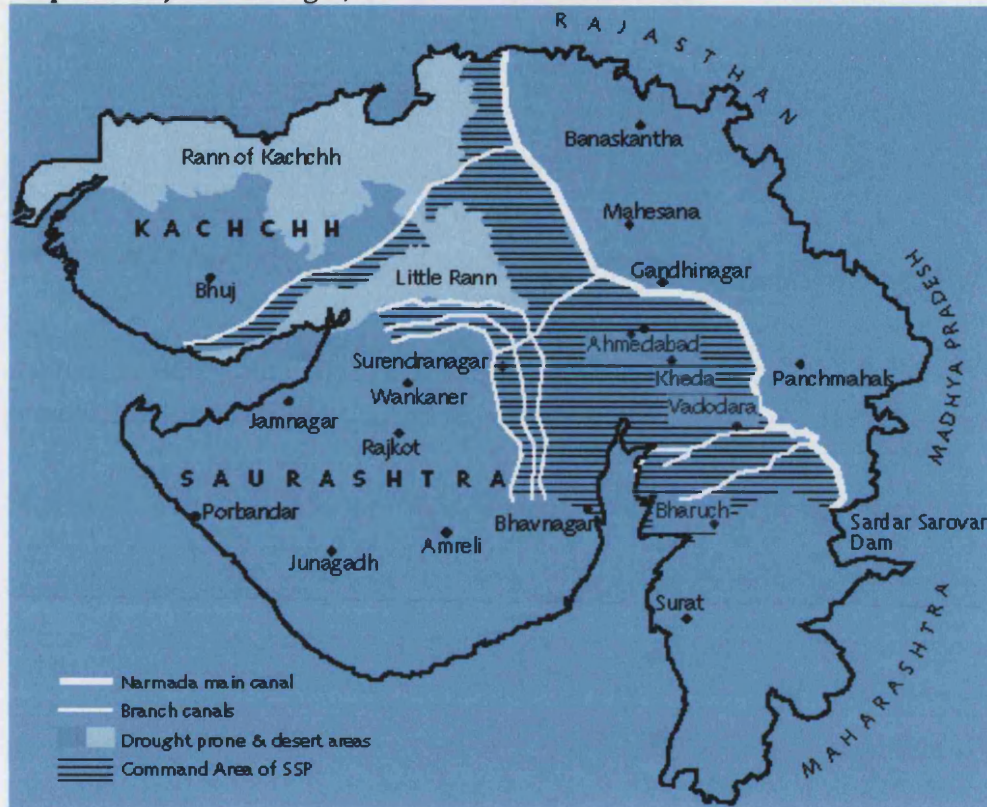 RAJASTHAN
Banaskantha
Rann of Kachchh
Mahesana
KACHCHH
Gandhinagar
Little Rann
Bhuj
MADHYA PRADESH
Ahmedabad
Surendranagar
Kheda
Panchmahals
Wankaner
Jamnagar
Vadodara
Rajkot
SAURASHTRA
Porbandar
Bhavnagar
Bharuch
Sardar Sarovar
Dam
Amreli
Junagadh
Surat
MAHARASHTRA
Narmada main canal
Branch canals
Drought prone & desert areas
Command Area of SSP